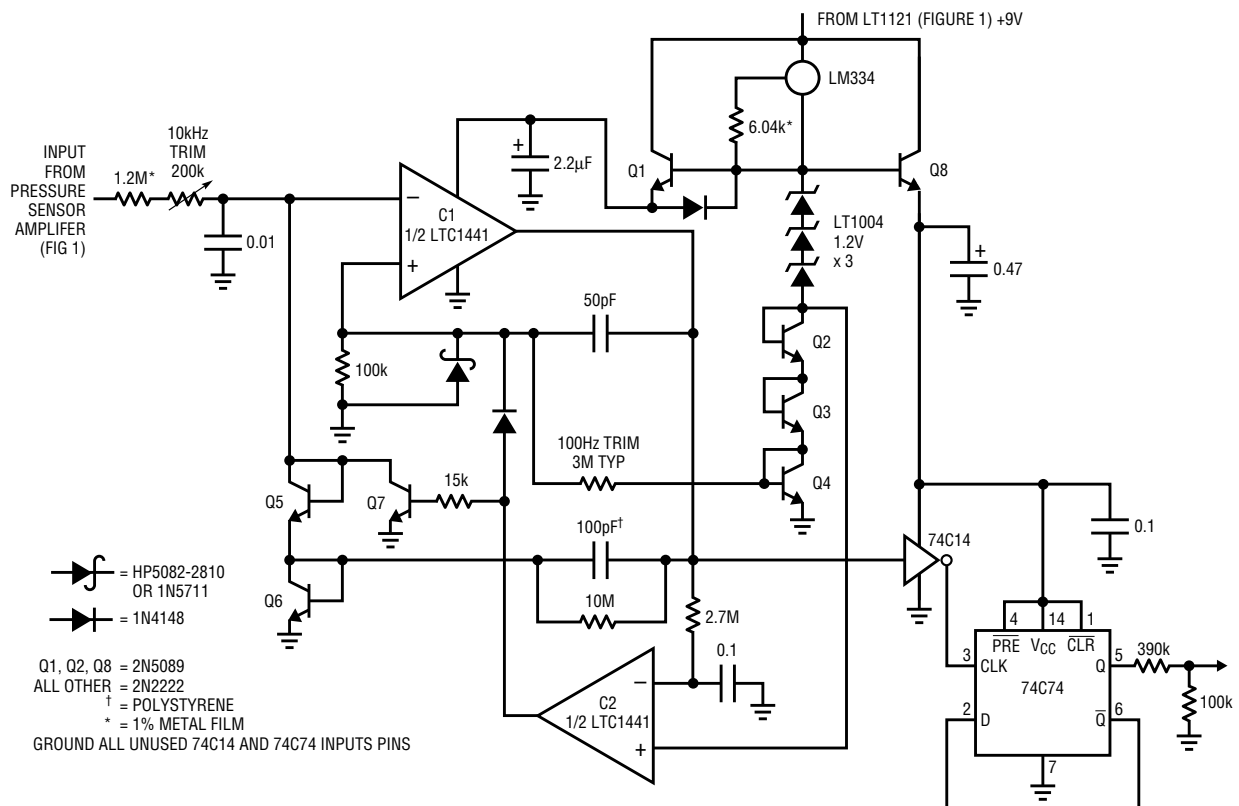 FROM LT1121 (FIGURE 1) +9V
LM334
6.04k*
10kHz
TRIM
200k
INPUT
FROM
PRESSURE
SENSOR
AMPLIFER
(FIG 1)
1.2M*
0.01
+
2.2µF
Q1
Q8
−
C1
1/2 LTC1441
+
LT1004
1.2V
x 3
+
0.47
50pF
100k
Q2
Q3
Q4
100Hz TRIM
3M TYP
Q5
Q7
15k
100pF†
10M
Q6
74C14
0.1
2.7M
0.1
= HP5082-2810
OR 1N5711
= 1N4148
Q1, Q2, Q8 = 2N5089
ALL OTHER = 2N2222
† = POLYSTYRENE
* = 1% METAL FILM
GROUND ALL UNUSED 74C14 AND 74C74 INPUTS PINS
−
C2
1/2 LTC1441
+
4 14 1
PRE VCC CLR
3 CLK
Q 5
390k
74C74
100k
2 D
Q 6
7